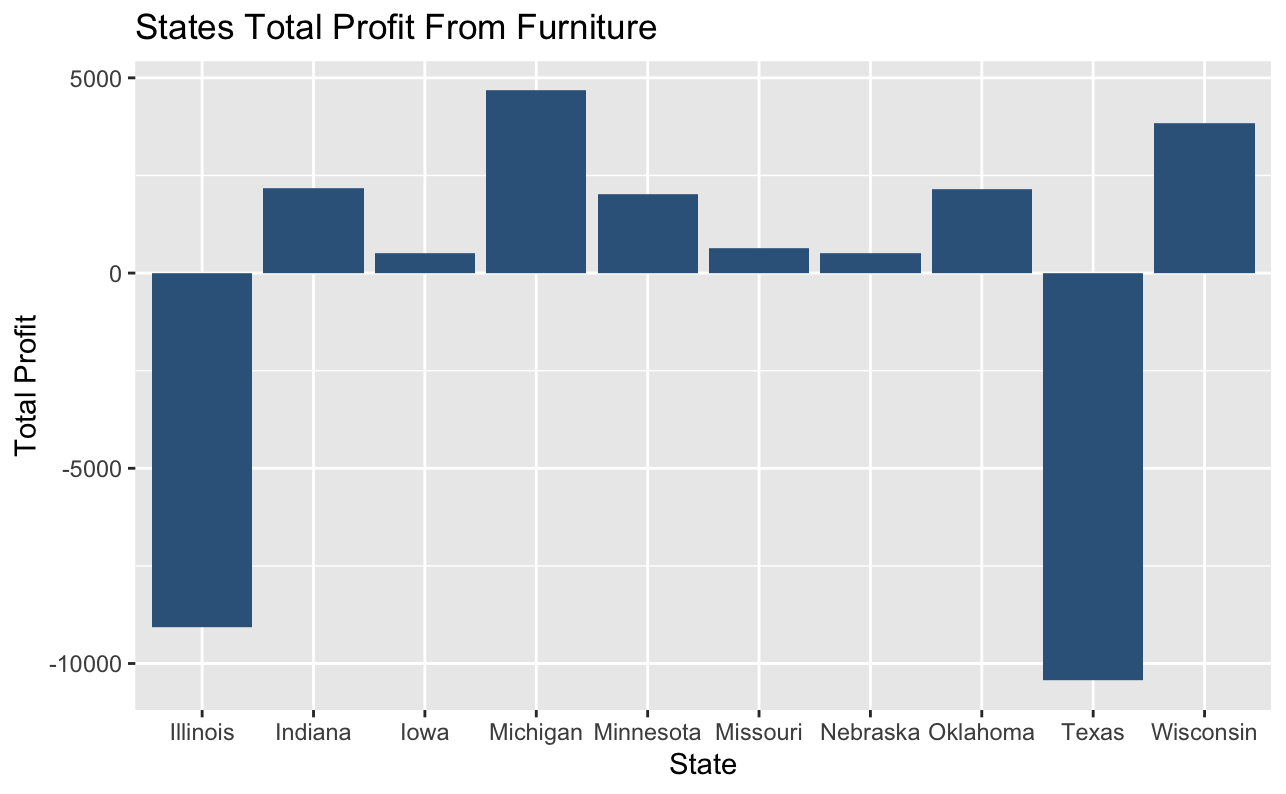 States Total Profit From Furniture
5000
0
-5000
-10000
Total Profit
Illinois Indiana Iowa Michigan Minnesota Missouri Nebraska Oklahoma Texas Wisconsin
State